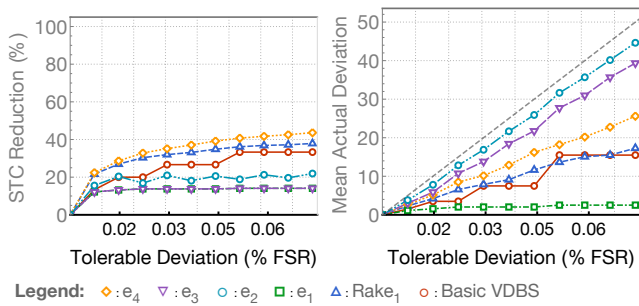 STC Reduction (%)
100
80
60
40
20
0
0.02 0.03 0.05 0.06
Tolerable Deviation (% FSR)
Mean Actual Deviation
50
40
30
20
10
0
0.02 0.03 0.05 0.06
Tolerable Deviation (% FSR)
Legend: : e4 : e3 : e2 : e1 : Rake1 : Basic VDBS